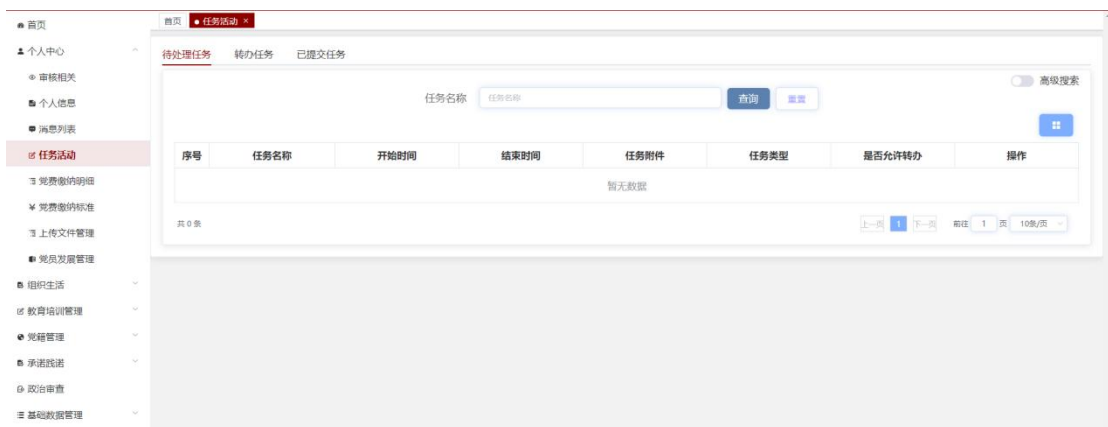 首页
个人中心
审核相关
个人信息
消息列表
任务活动
党费缴纳明细
党费缴纳标准
上传文件管理
党员发展管理
组织生活
教育培训管理
党籍管理
承诺践诺
政治审查
基础数据管理
首页 任务活动 ×
待处理任务 转办任务 已提交任务
高级搜索
任务名称 任务名称 查询 重置
序号 任务名称 开始时间 结束时间 任务附件 任务类型 是否允许转办 操作
暂无数据
共 0 条 上一页 1 下一页 前往 1 页 10条/页